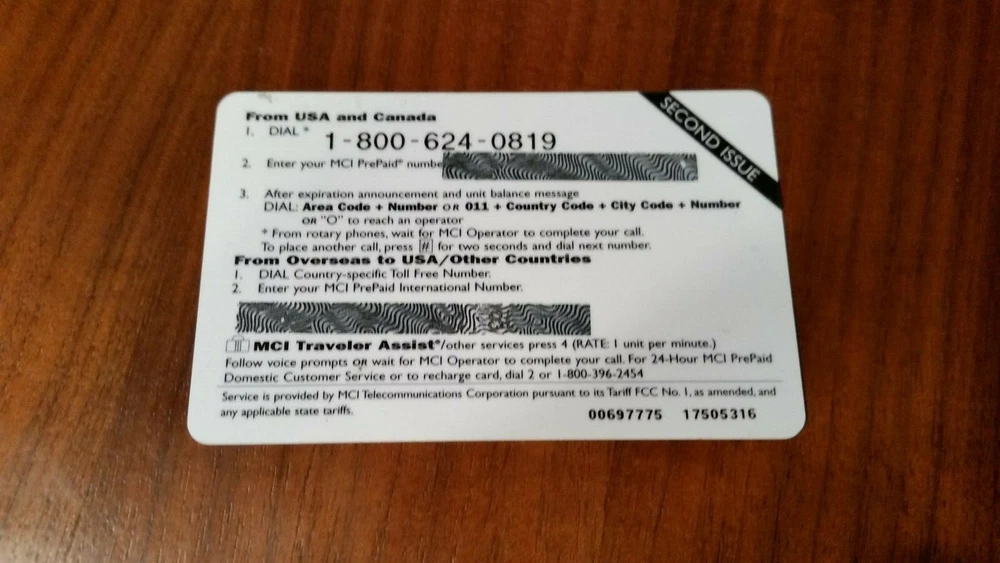 SECOND ISSUE
From USA and Canada
1. DIAL * 1-800-624-0819
2. Enter your MCI PrePaid® numbe
3. After expiration announcement and unit balance message
DIAL: Area Code + Number OR 011 + Country Code + City Code + Number
OR "O" to reach an operator
* From rotary phones, wait for MCI Operator to complete your call.
To place another call, press [#] for two seconds and dial next number.
From Overseas to USA/Other Countries
1. DIAL Country-specific Toll Free Number.
2. Enter your MCI PrePaid International Number.
MCI Traveler Assist®/other services press 4 (RATE: 1 unit per minute.)
Follow voice prompts OR wait for MCI Operator to complete your call. For 24-Hour MCI PrePaid
Domestic Customer Service or to recharge card, dial 2 or 1-800-396-2454
Service is provided by MCI Telecommunications Corporation pursuant to its Tariff FCC No. 1, as amended, and
any applicable state tariffs.
00697775 17505316